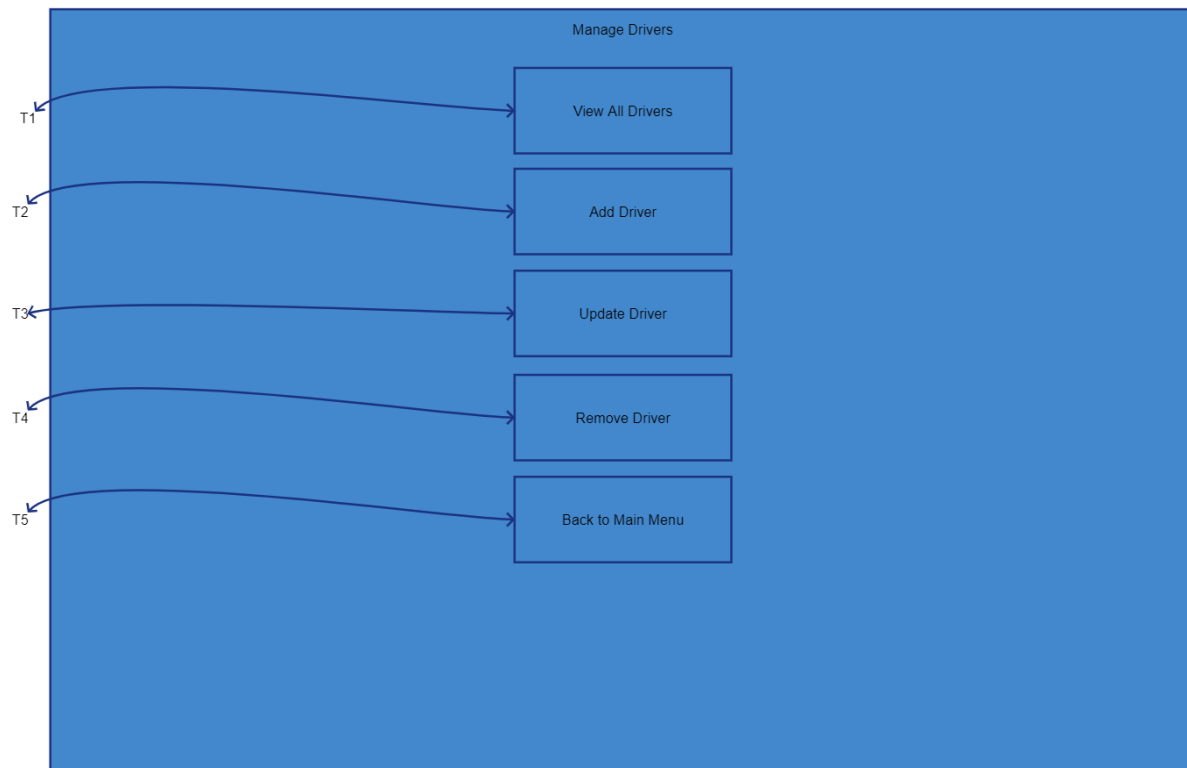 Manage Drivers
T1
View All Drivers
T2
Add Driver
T3
Update Driver
T4
Remove Driver
T5
Back to Main Menu